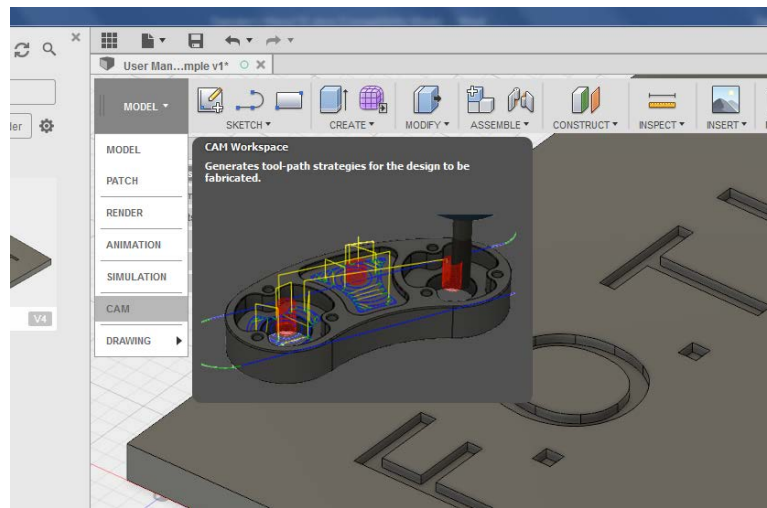 User Man...mple v1*
MODEL
SKETCH
CREATE
MODIFY
ASSEMBLE
CONSTRUCT
INSPECT
INSERT
der
MODEL
PATCH
RENDER
ANIMATION
SIMULATION
CAM
DRAWING
CAM Workspace
Generates tool-path strategies for the design to be
fabricated.
V4
F.O.T